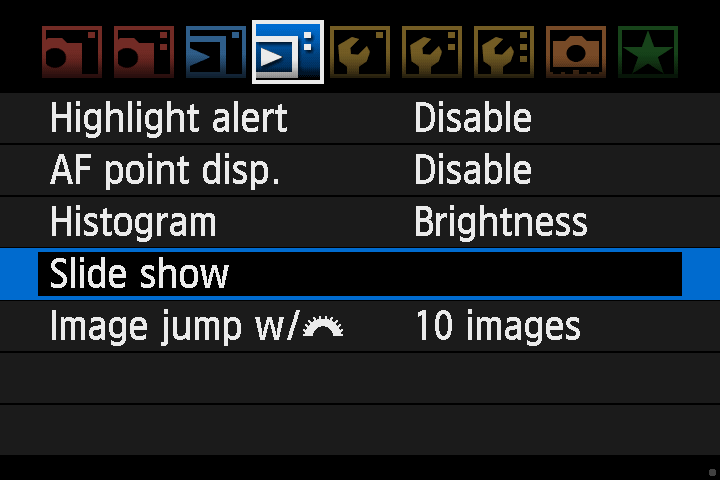 Highlight alert Disable
AF point disp. Disable
Histogram Brightness
Slide show
Image jump w/ 10 images